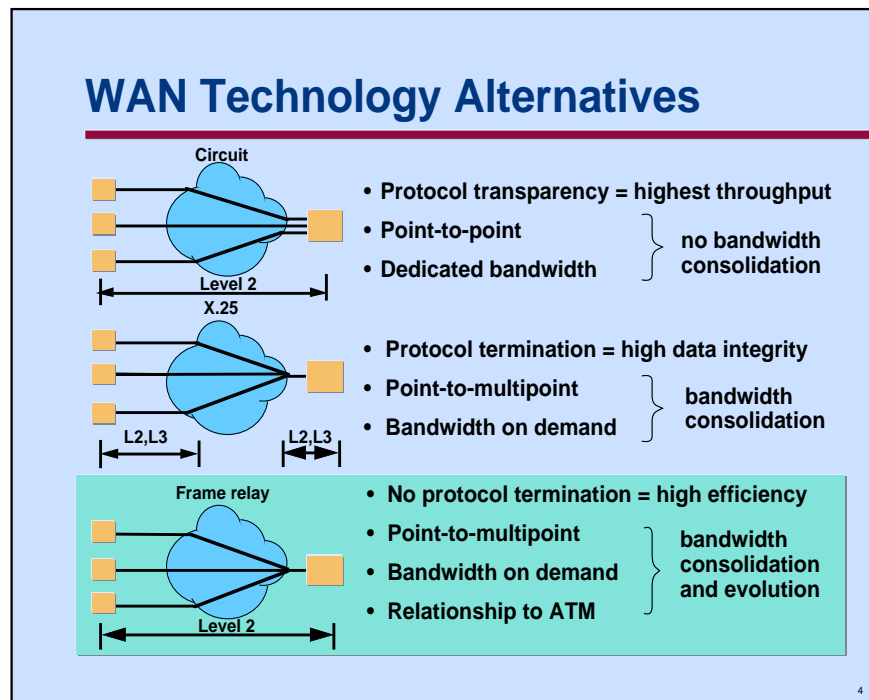 WAN Technology Alternatives
Circuit
• Protocol transparency = highest throughput
• Point-to-point
• Dedicated bandwidth
no bandwidth
consolidation
Level 2
X.25
• Protocol termination = high data integrity
• Point-to-multipoint
• Bandwidth on demand
bandwidth
consolidation
L2,L3
L2,L3
Frame relay
• No protocol termination = high efficiency
• Point-to-multipoint
• Bandwidth on demand
• Relationship to ATM
bandwidth
consolidation
and evolution
Level 2
4